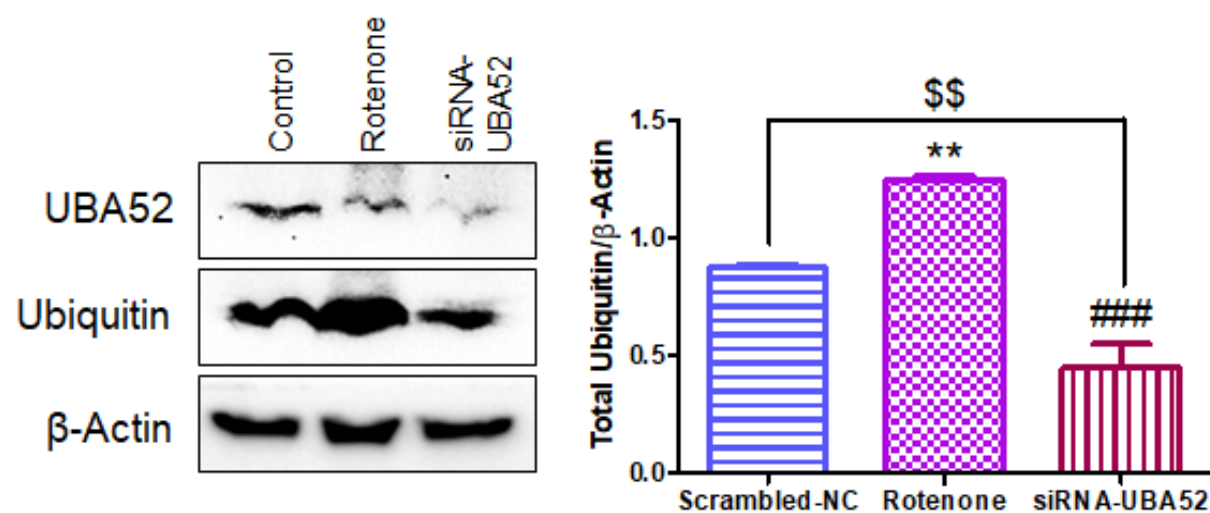 Control
Rotenone
siRNA-
UBA52
UBA52
Ubiquitin
β-Actin
$$
**
###
Total Ubiquitin/β-Actin
1.5
1.0
0.5
0.0
Scrambled-NC Rotenone siRNA-UBA52